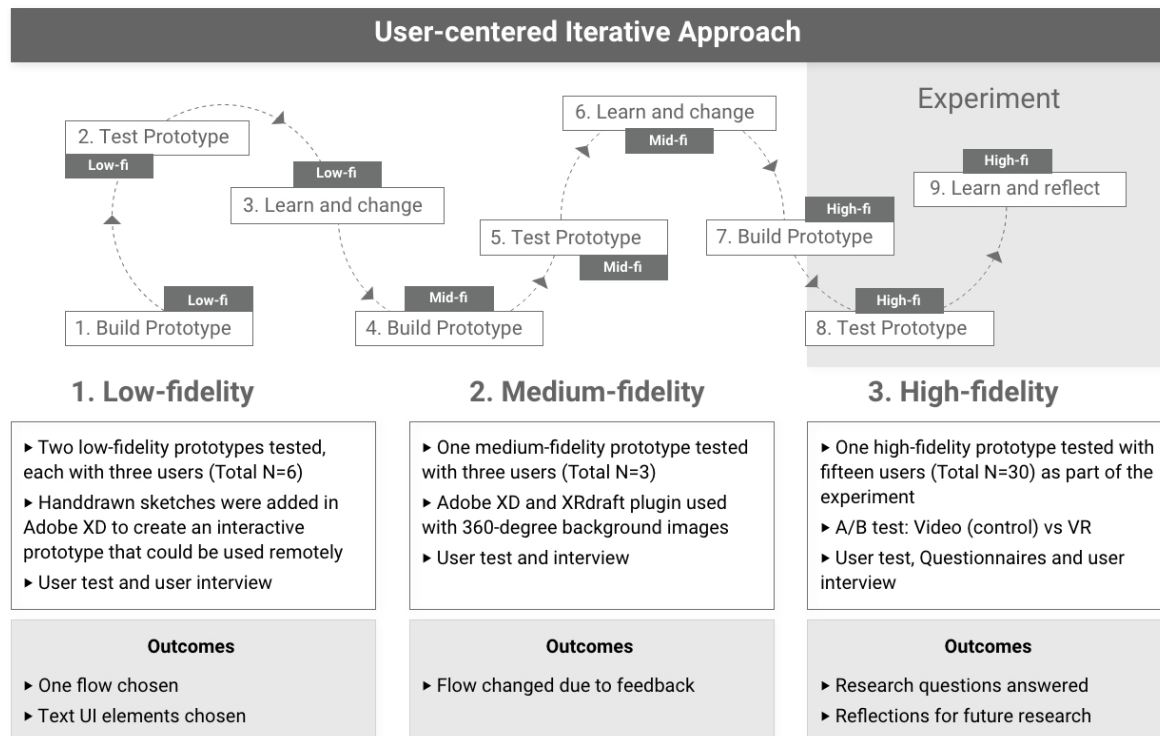 User-centered Iterative Approach
Experiment
2. Test Prototype
Low-fi
Low-fi
3. Learn and change
Low-fi
1. Build Prototype
Mid-fi
4. Build Prototype
5. Test Prototype
Mid-fi
6. Learn and change
Mid-fi
High-fi
7. Build Prototype
High-fi
8. Test Prototype
High-fi
9. Learn and reflect
1. Low-fidelity
▸ Two low-fidelity prototypes tested,
each with three users (Total N=6)
▸ Handdrawn sketches were added in
Adobe XD to create an interactive
prototype that could be used remotely
▸ User test and user interview
Outcomes
▸ One flow chosen
▸ Text UI elements chosen
2. Medium-fidelity
▸ One medium-fidelity prototype tested
with three users (Total N=3)
▸ Adobe XD and XRdraft plugin used
with 360-degree background images
▸ User test and interview
Outcomes
▸ Flow changed due to feedback
3. High-fidelity
▸ One high-fidelity prototype tested with
fifteen users (Total N=30) as part of the
experiment
▸ A/B test: Video (control) vs VR
▸ User test, Questionnaires and user
interview
Outcomes
▸ Research questions answered
▸ Reflections for future research